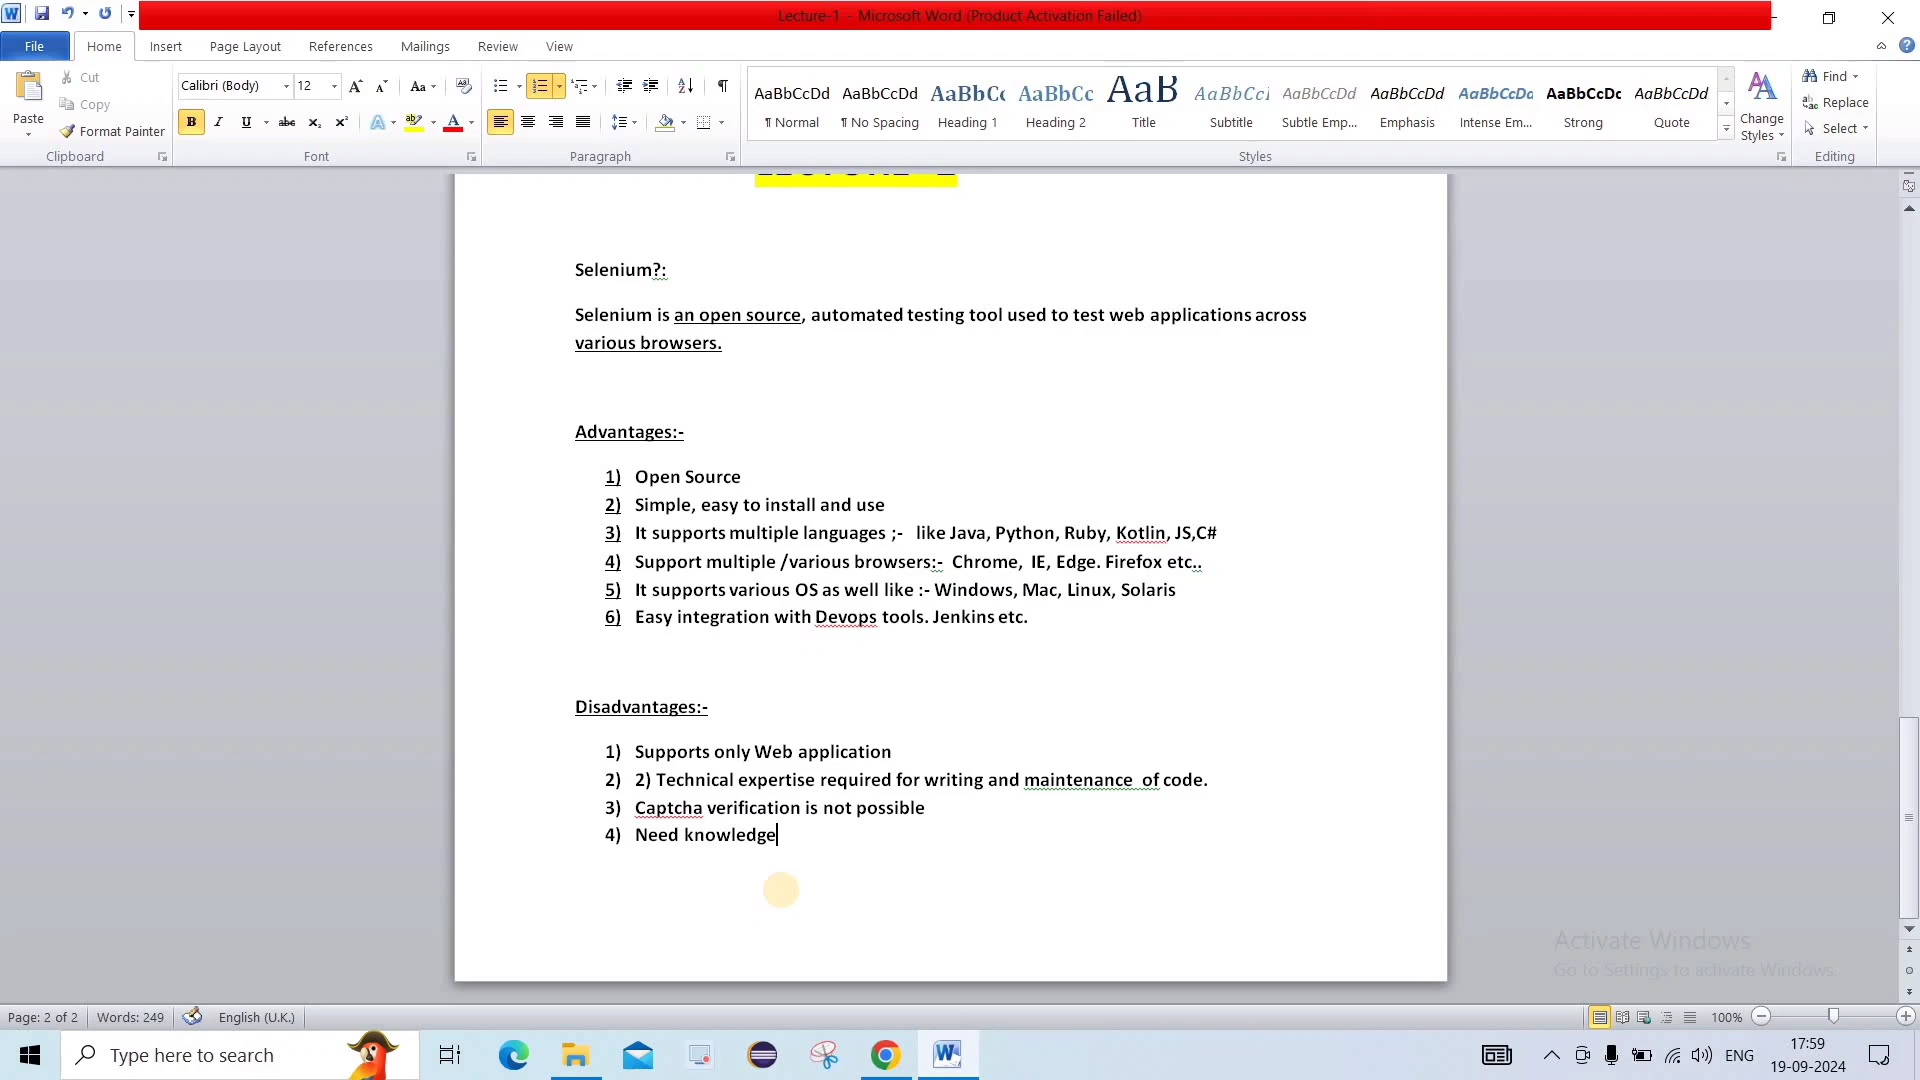 Lecture-1 - Microsoft Word (Product Activation Failed)
File Home Insert Page Layout References Mailings Review View
Paste
Cut
Copy
Format Painter
Clipboard
Calibri (Body) 12
Font
Paragraph
AaBbCcDd AaBbCcDd AaBbCc AaBbCc AaB AaBbCcI AaBbCcDd AaBbCcDd AaBbCcDd AaBbCcDc AaBbCcDd
¶ Normal ¶ No Spacing Heading 1 Heading 2 Title Subtitle Subtle Emp... Emphasis Intense Em... Strong Quote
Styles
Change Styles
Find
Replace
Select
Editing
Selenium?:
Selenium is an open source, automated testing tool used to test web applications across
various browsers.
Advantages:-
1) Open Source
2) Simple, easy to install and use
3) It supports multiple languages ;- like Java, Python, Ruby, Kotlin, JS,C#
4) Support multiple /various browsers:- Chrome, IE, Edge. Firefox etc..
5) It supports various OS as well like :- Windows, Mac, Linux, Solaris
6) Easy integration with Devops tools. Jenkins etc.
Disadvantages:-
1) Supports only Web application
2) 2) Technical expertise required for writing and maintenance of code.
3) Captcha verification is not possible
4) Need knowledge
Activate Windows
Go to Settings to activate Windows.
Page: 2 of 2 Words: 249 English (U.K.) 100%
Type here to search
ENG
17:59
19-09-2024